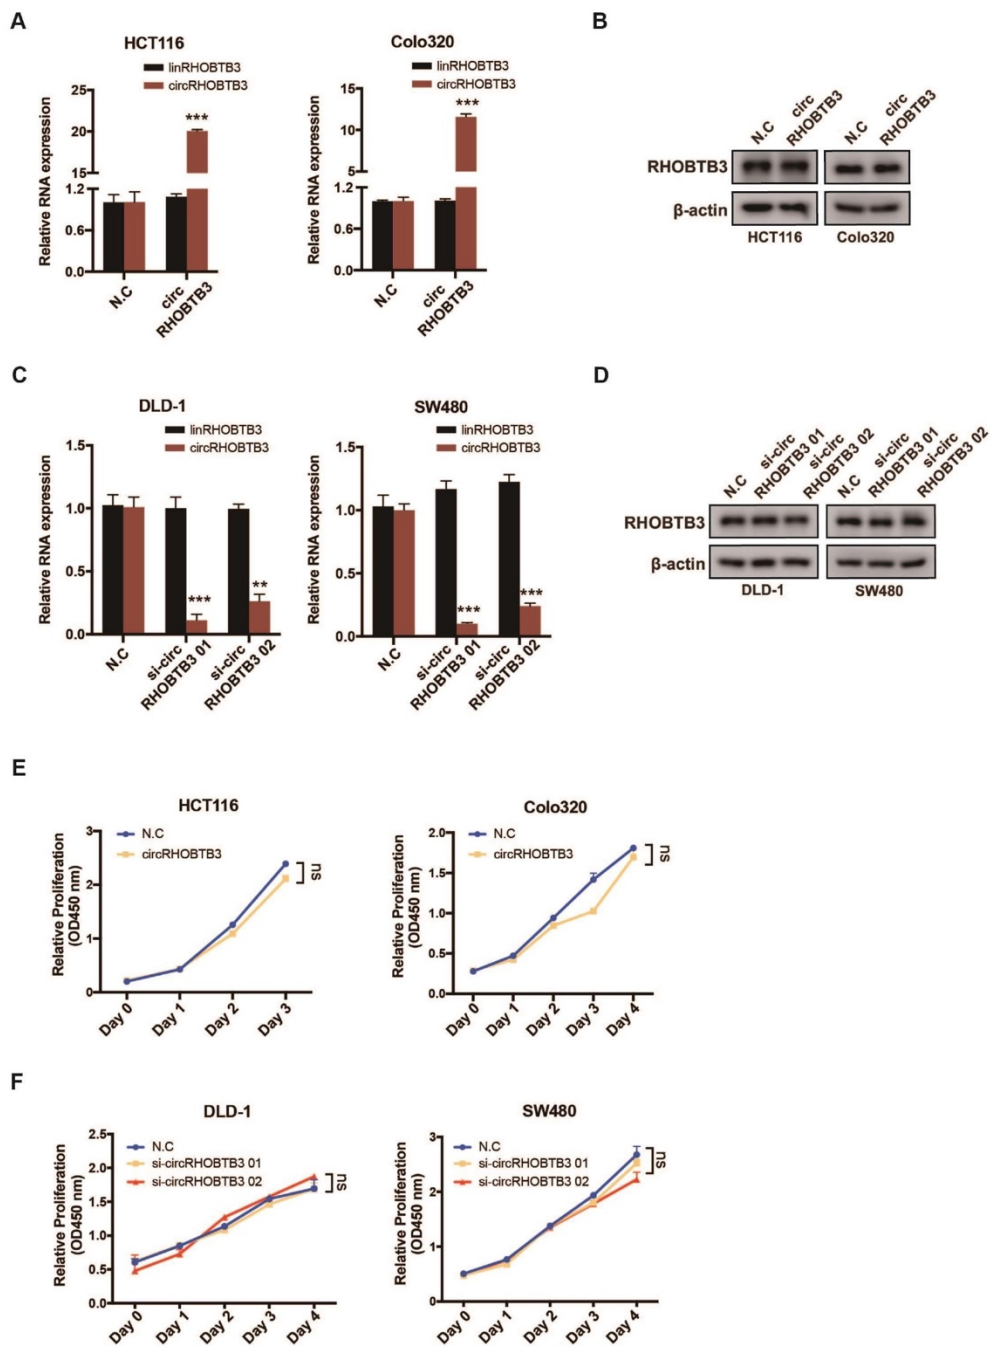 A
HCT116
linRHOBTB3
circRHOBTB3
Relative RNA expression
25
20
15
1.2
0.6
0.0
***
N.C
circ
RHOBTB3
Colo320
linRHOBTB3
circRHOBTB3
Relative RNA expression
15
10
5
1.2
0.6
0.0
***
N.C
circ
RHOBTB3
B
N.C
circ
RHOBTB3
N.C
circ
RHOBTB3
RHOBTB3
β-actin
HCT116
Colo320
C
DLD-1
linRHOBTB3
circRHOBTB3
Relative RNA expression
1.5
1.0
0.5
0.0
***
**
N.C
si-circ
RHOBTB3 01
si-circ
RHOBTB3 02
SW480
linRHOBTB3
circRHOBTB3
Relative RNA expression
1.5
1.0
0.5
0.0
***
***
N.C
si-circ
RHOBTB3 01
si-circ
RHOBTB3 02
D
N.C
si-circ
RHOBTB3 01
si-circ
RHOBTB3 02
N.C
si-circ
RHOBTB3 01
si-circ
RHOBTB3 02
RHOBTB3
β-actin
DLD-1
SW480
E
HCT116
N.C
circRHOBTB3
Relative Proliferation
(OD450 nm)
3
2
1
0
ns
Day 0
Day 1
Day 2
Day 3
Colo320
N.C
circRHOBTB3
Relative Proliferation
(OD450 nm)
2.0
1.5
1.0
0.5
0.0
ns
Day 0
Day 1
Day 2
Day 3
Day 4
F
DLD-1
N.C
si-circRHOBTB3 01
si-circRHOBTB3 02
Relative Proliferation
(OD450 nm)
2.5
2.0
1.5
1.0
0.5
0.0
ns
Day 0
Day 1
Day 2
Day 3
Day 4
SW480
N.C
si-circRHOBTB3 01
si-circRHOBTB3 02
Relative Proliferation
(OD450 nm)
3
2
1
0
ns
Day 0
Day 1
Day 2
Day 3
Day 4